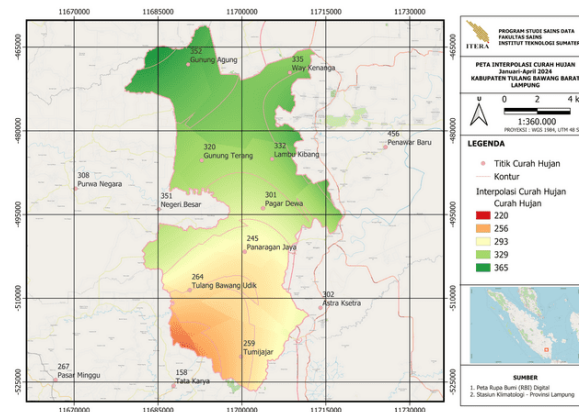 11670000 11685000 11700000 11715000 11730000
-465000
-480000
-495000
-510000
-525000
-465000
-480000
-495000
-510000
-525000
352
Gunung Agung
335
Way Kenanga
456
Penawar Baru
320
Gunung Terang
332
Lambu Kibang
308
Purwa Negara
351
Negeri Besar
301
Pagar Dewa
245
Panaragan Jaya
264
Tulang Bawang Udik
302
Astra Ksetra
259
Tumijajar
267
Pasar Minggu
158
Tata Karya
11670000 11685000 11700000 11715000 11730000
ITERA
PROGRAM STUDI SAINS DATA
FAKULTAS SAINS
INSTITUT TEKNOLOGI SUMATER
PETA INTERPOLASI CURAH HUJAN
Januari-April 2024
KABUPATEN TULANG BAWANG BARA
LAMPUNG
U
0 2 4 k
1:360.000
PROYEKSI : WGS 1984, UTM 48 S
LEGENDA
Titik Curah Hujan
Kontur
Interpolasi Curah Hujan
Curah Hujan
220
256
293
329
365
SUMBER
1. Peta Rupa Bumi (RBI) Digital
2. Stasiun Klimatologi - Provinsi Lampung